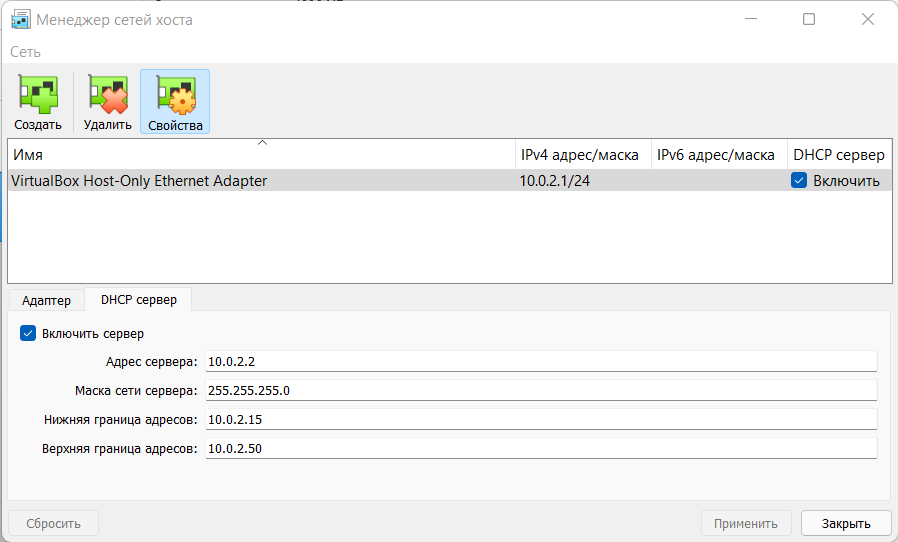 Менеджер сетей хоста
Сеть
Создать Удалить Свойства
Имя IPv4 адрес/маска IPv6 адрес/маска DHCP сервер
VirtualBox Host-Only Ethernet Adapter 10.0.2.1/24 Включить
Адаптер DHCP сервер
Включить сервер
Адрес сервера: 10.0.2.2
Маска сети сервера: 255.255.255.0
Нижняя граница адресов: 10.0.2.15
Верхняя граница адресов: 10.0.2.50
Сбросить Применить Закрыть